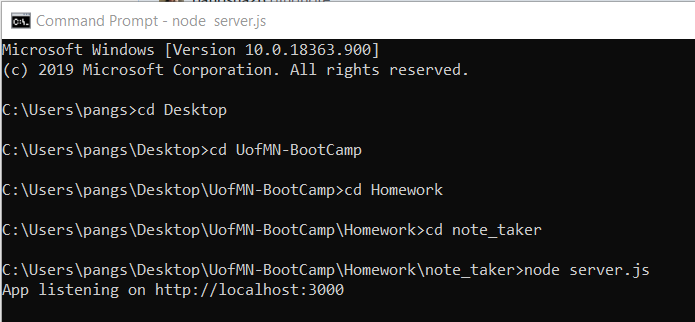 Command Prompt - node  server.js
Microsoft Windows [Version 10.0.18363.900]
(c) 2019 Microsoft Corporation. All rights reserved.
C:\Users\pangs>cd Desktop
C:\Users\pangs\Desktop>cd UofMN-BootCamp
C:\Users\pangs\Desktop\UofMN-BootCamp>cd Homework
C:\Users\pangs\Desktop\UofMN-BootCamp\Homework>cd note_taker
C:\Users\pangs\Desktop\UofMN-BootCamp\Homework\note_taker>node server.js
App listening on http://localhost:3000